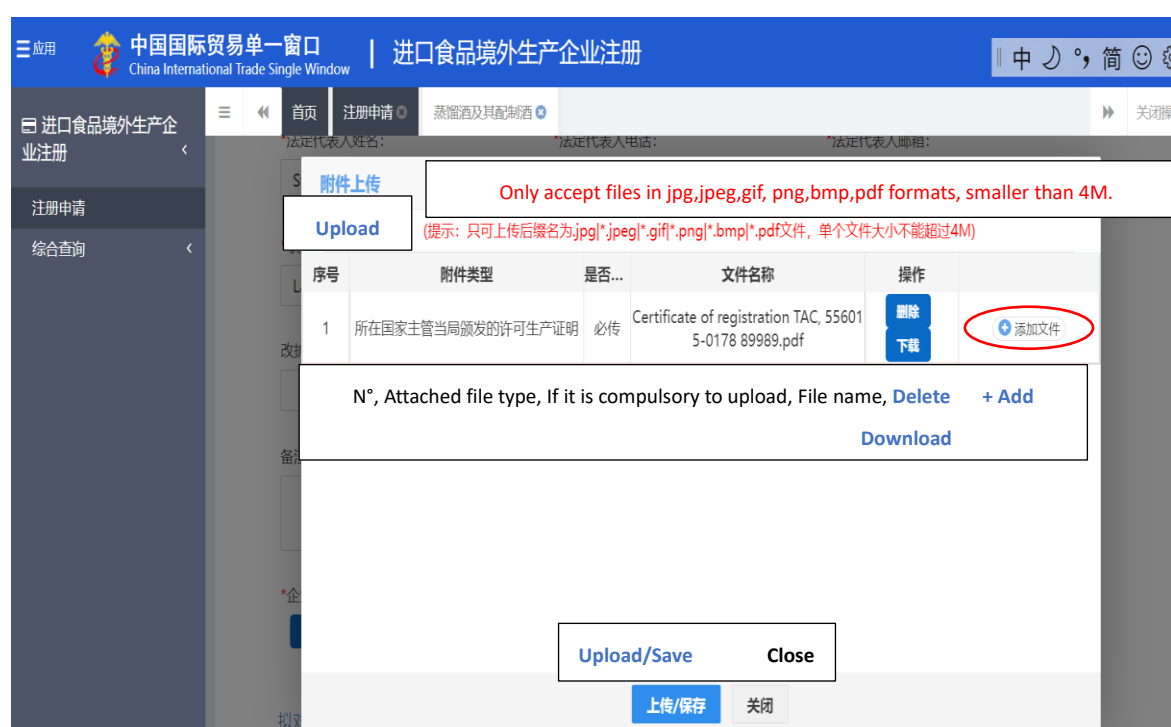 应用
中国国际贸易单一窗口 | 进口食品境外生产企业注册
China International Trade Single Window
中 简
进口食品境外生产企业注册
首页 注册申请 蒸馏酒及其配制酒
注册申请
综合查询
*法定代表人姓名: *法定代表人电话: *法定代表人邮箱:
附件上传
Only accept files in jpg,jpeg,gif, png,bmp,pdf formats, smaller than 4M.
Upload
(提示:只可上传后缀名为.jpg|*.jpeg|*.gif|*.png|*.bmp|*.pdf文件,单个文件大小不能超过4M)
序号 附件类型 是否... 文件名称 操作
1 所在国家主管当局颁发的许可生产证明 必传 Certificate of registration TAC, 55601
5-0178 89989.pdf
删除
下载
添加文件
N°, Attached file type, If it is compulsory to upload, File name, Delete + Add
Download
Upload/Save Close
上传/保存 关闭